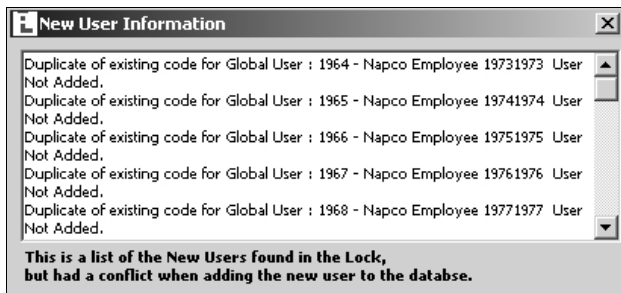 New User Information
Duplicate of existing code for Global User : 1964 - Napco Employee 19731973 User
Not Added.
Duplicate of existing code for Global User : 1965 - Napco Employee 19741974 User
Not Added.
Duplicate of existing code for Global User : 1966 - Napco Employee 19751975 User
Not Added.
Duplicate of existing code for Global User : 1967 - Napco Employee 19761976 User
Not Added.
Duplicate of existing code for Global User : 1968 - Napco Employee 19771977 User
Not Added.
This is a list of the New Users found in the Lock,
but had a conflict when adding the new user to the databse.